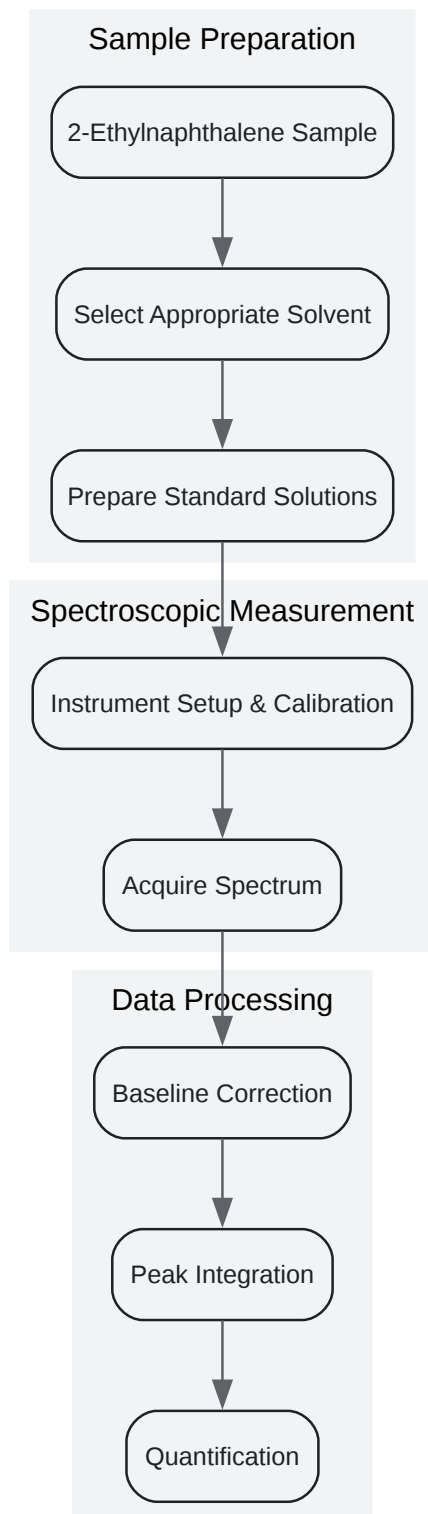 Sample Preparation
2-Ethylnaphthalene Sample
Select Appropriate Solvent
Prepare Standard Solutions
Spectroscopic Measurement
Instrument Setup & Calibration
Acquire Spectrum
Data Processing
Baseline Correction
Peak Integration
Quantification